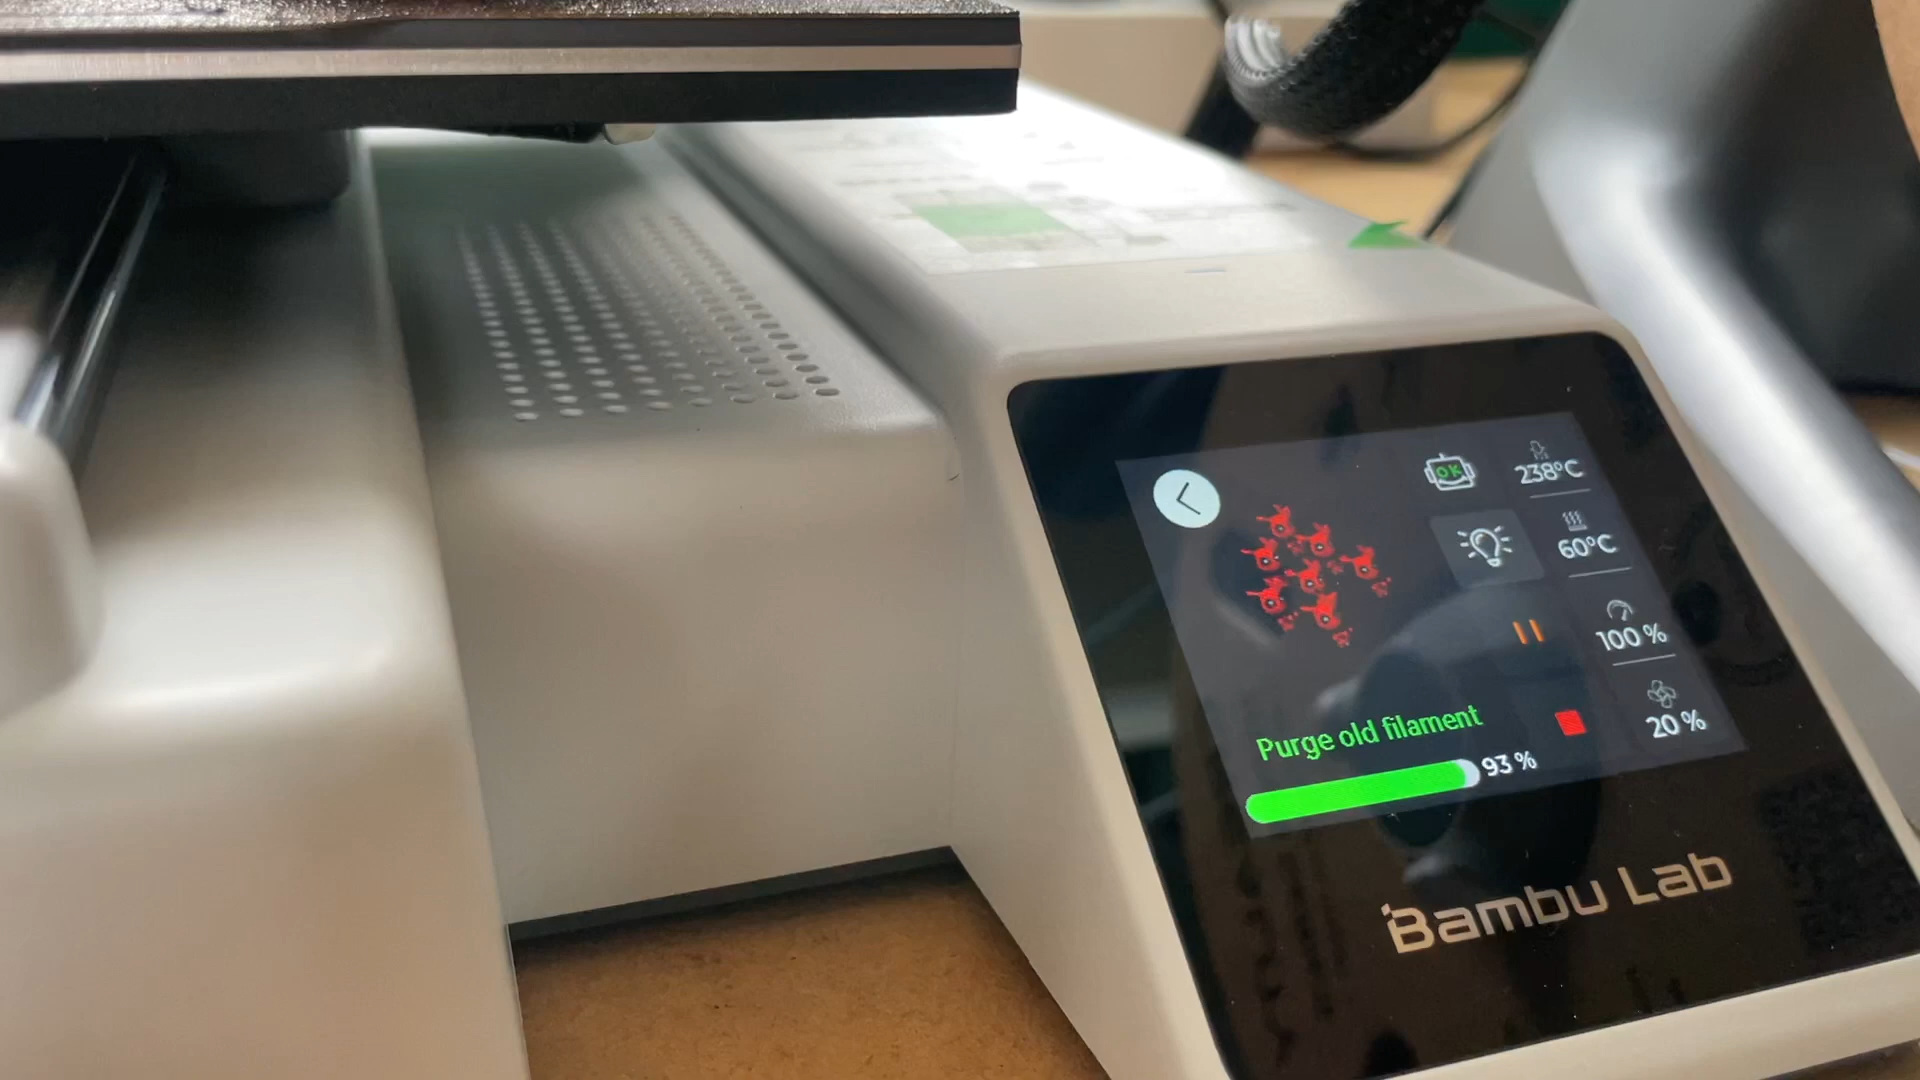 OK
238°C
60°C
100 %
20 %
Purge old filament
93 %
Bambu Lab